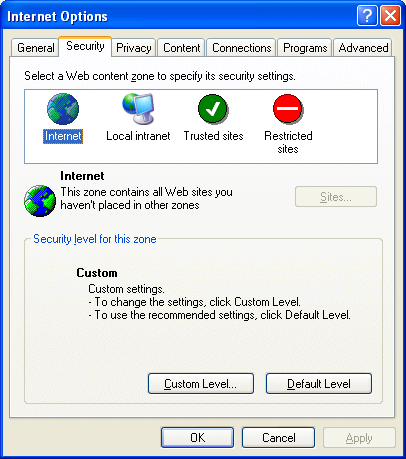 Internet Options
General Security Privacy Content Connections Programs Advanced
Select a Web content zone to specify its security settings.
Internet Local intranet Trusted sites Restricted
sites
Internet
This zone contains all Web sites you
haven't placed in other zones
Sites...
Security level for this zone
Custom
Custom settings.
- To change the settings, click Custom Level.
- To use the recommended settings, click Default Level.
Custom Level... Default Level
OK Cancel Apply